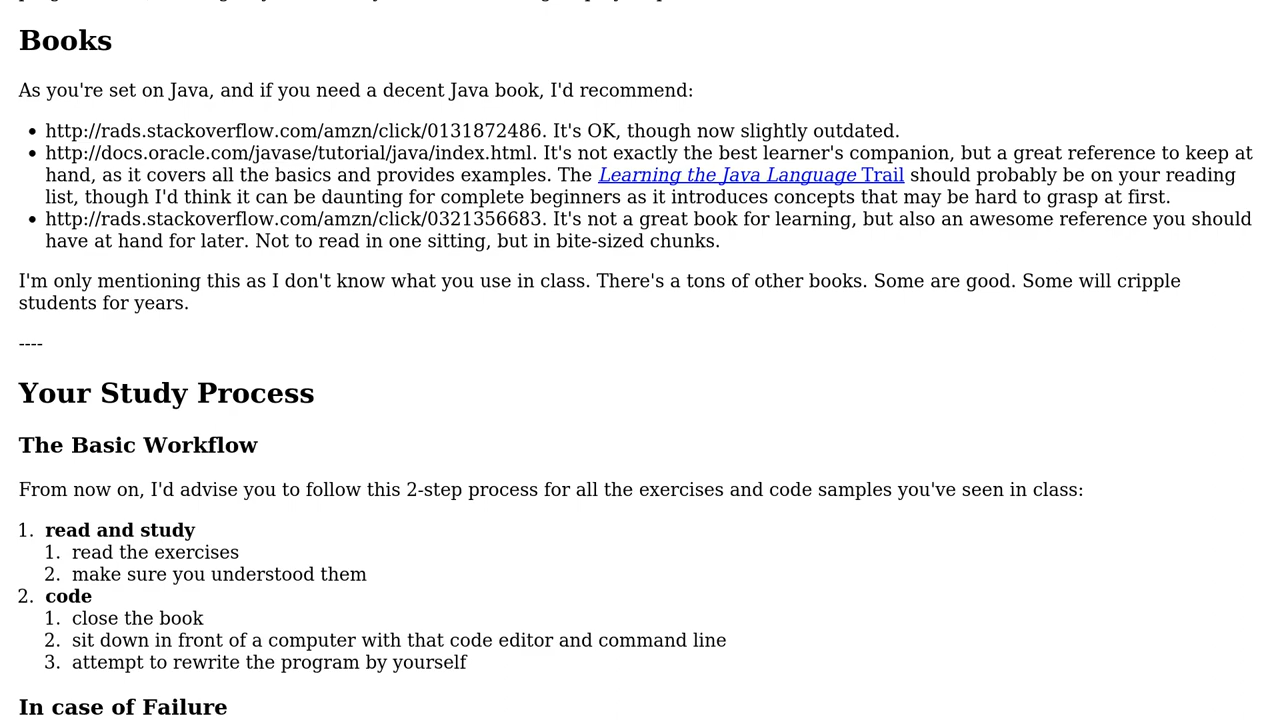 Books
As you're set on Java, and if you need a decent Java book, I'd recommend:
• http://rads.stackoverflow.com/amzn/click/0131872486. It's OK, though now slightly outdated.
• http://docs.oracle.com/javase/tutorial/java/index.html. It's not exactly the best learner's companion, but a great reference to keep at
hand, as it covers all the basics and provides examples. The Learning the Java Language Trail should probably be on your reading
list, though I'd think it can be daunting for complete beginners as it introduces concepts that may be hard to grasp at first.
• http://rads.stackoverflow.com/amzn/click/0321356683. It's not a great book for learning, but also an awesome reference you should
have at hand for later. Not to read in one sitting, but in bite-sized chunks.
I'm only mentioning this as I don't know what you use in class. There's a tons of other books. Some are good. Some will cripple
students for years.
----
Your Study Process
The Basic Workflow
From now on, I'd advise you to follow this 2-step process for all the exercises and code samples you've seen in class:
1. read and study
1. read the exercises
2. make sure you understood them
2. code
1. close the book
2. sit down in front of a computer with that code editor and command line
3. attempt to rewrite the program by yourself
In case of Failure